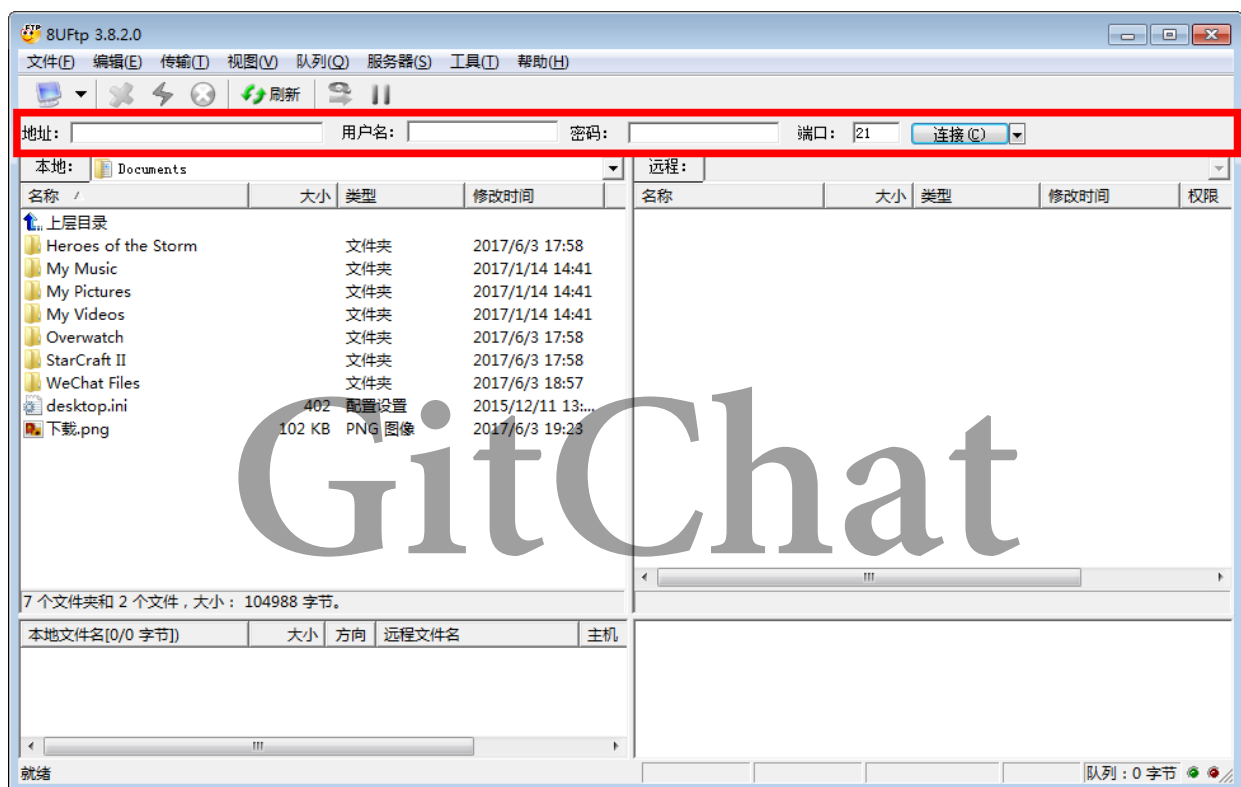 8UFtp 3.8.2.0
文件(F) 编辑(E) 传输(T) 视图(V) 队列(Q) 服务器(S) 工具(T) 帮助(H)
刷新
地址: 用户名: 密码: 端口: 21 连接(C)
本地: Documents
名称 大小 类型 修改时间
上层目录
Heroes of the Storm 文件夹 2017/6/3 17:58
My Music 文件夹 2017/1/14 14:41
My Pictures 文件夹 2017/1/14 14:41
My Videos 文件夹 2017/1/14 14:41
Overwatch 文件夹 2017/6/3 17:58
StarCraft II 文件夹 2017/6/3 17:58
WeChat Files 文件夹 2017/6/3 18:57
desktop.ini 402 配置设置 2015/12/11 13:...
下载.png 102 KB PNG 图像 2017/6/3 19:23
7 个文件夹和 2 个文件，大小： 104988 字节。
远程:
名称 大小 类型 修改时间 权限
GitChat
本地文件名[0/0 字节]) 大小 方向 远程文件名 主机
就绪
队列：0 字节
FTP